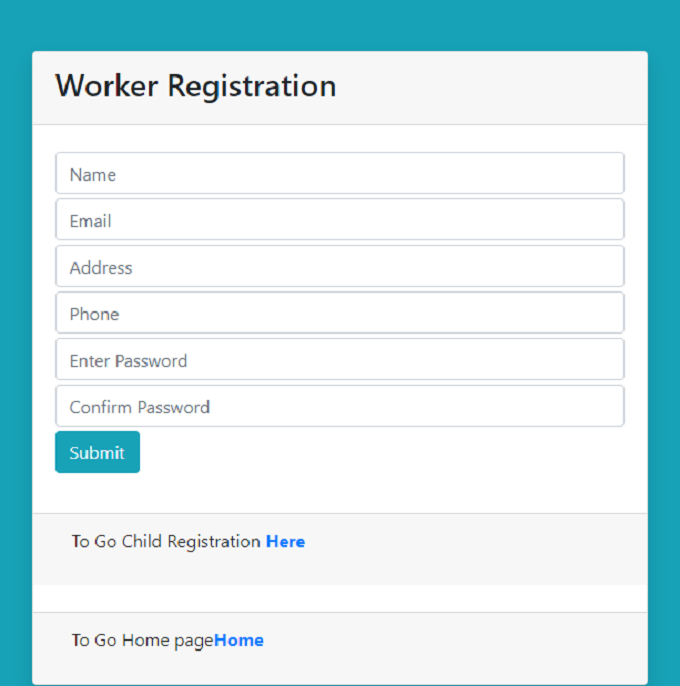 Worker Registration
Name
Email
Address
Phone
Enter Password
Confirm Password
Submit
To Go Child Registration Here
To Go Home pageHome